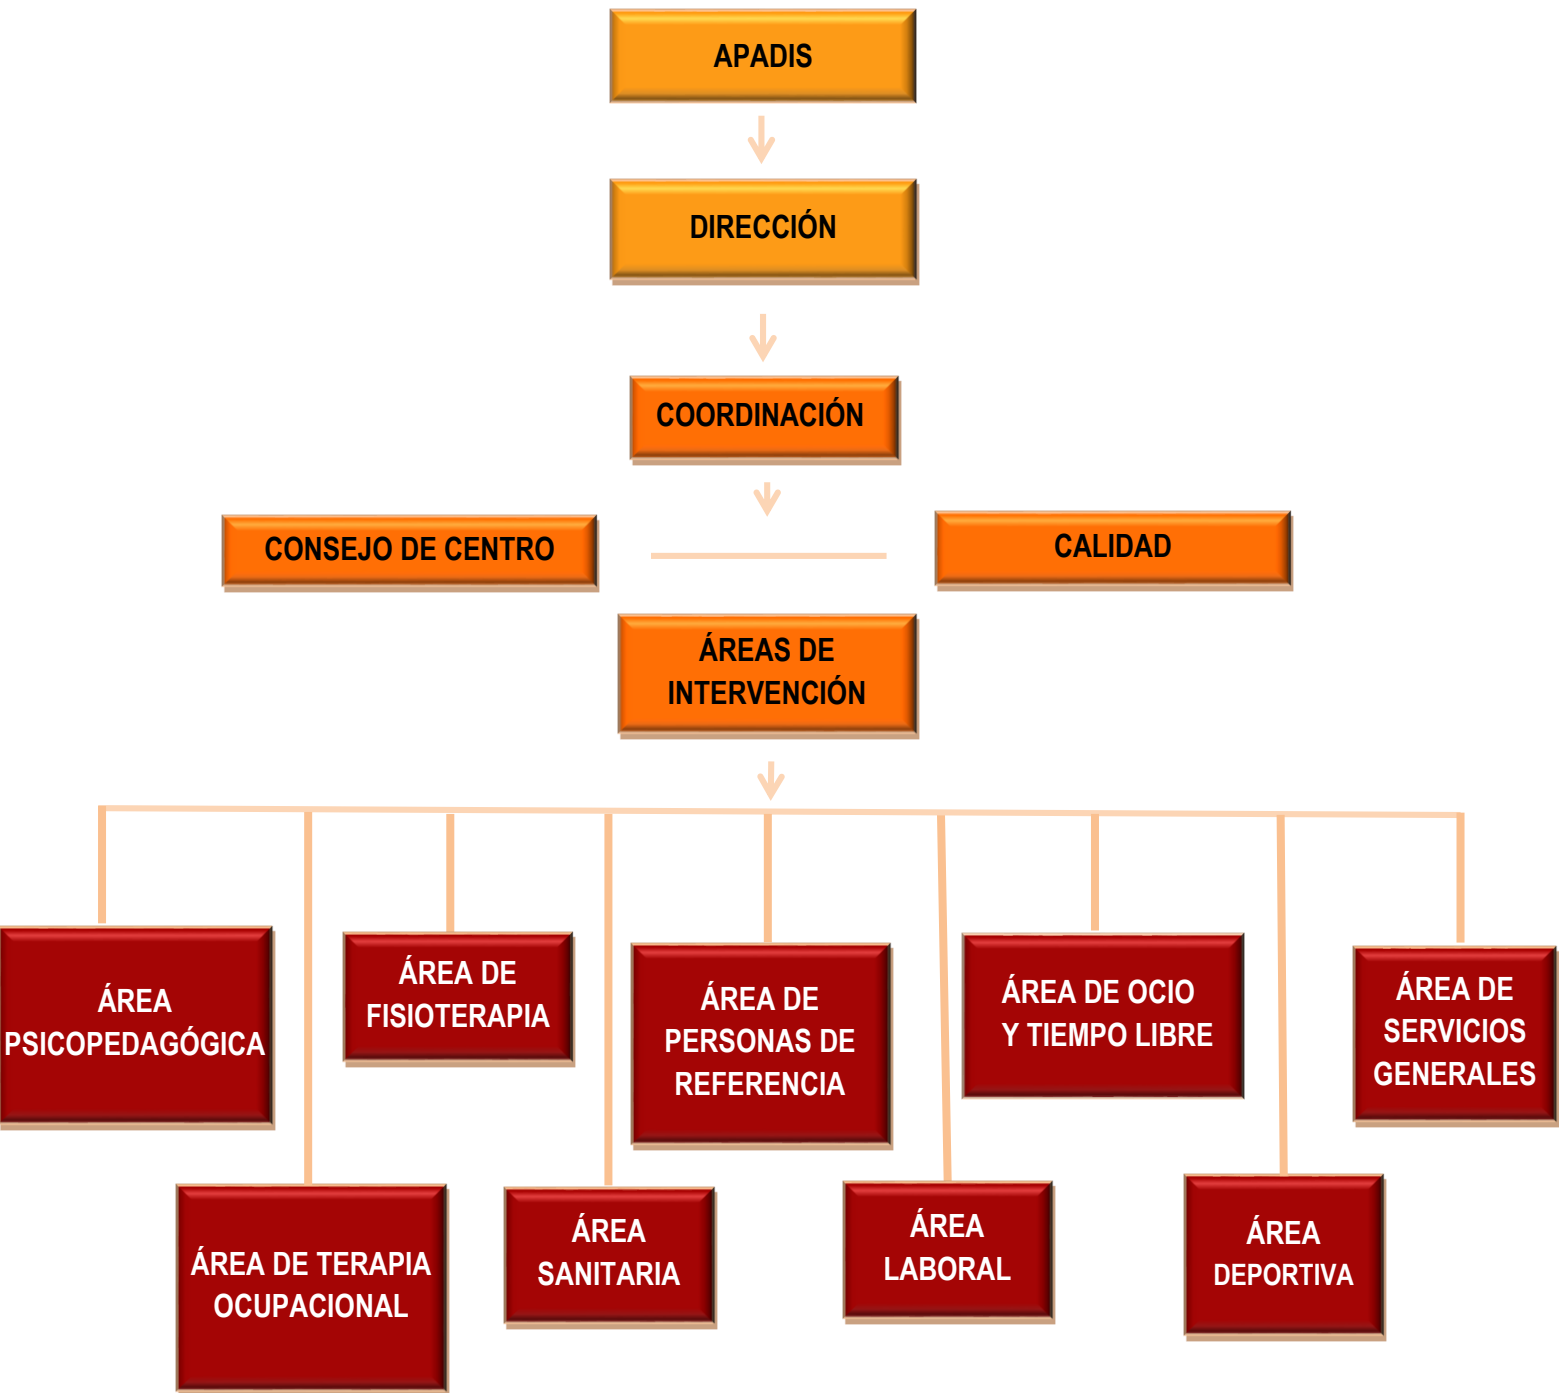 APADIS
DIRECCIÓN
COORDINACIÓN
CONSEJO DE CENTRO
CALIDAD
ÁREAS DE
INTERVENCIÓN
ÁREA
PSICOPEDAGÓGICA
ÁREA DE
FISIOTERAPIA
ÁREA DE
PERSONAS DE
REFERENCIA
ÁREA DE OCIO
Y TIEMPO LIBRE
ÁREA DE
SERVICIOS
GENERALES
ÁREA DE TERAPIA
OCUPACIONAL
ÁREA
SANITARIA
ÁREA
LABORAL
ÁREA
DEPORTIVA